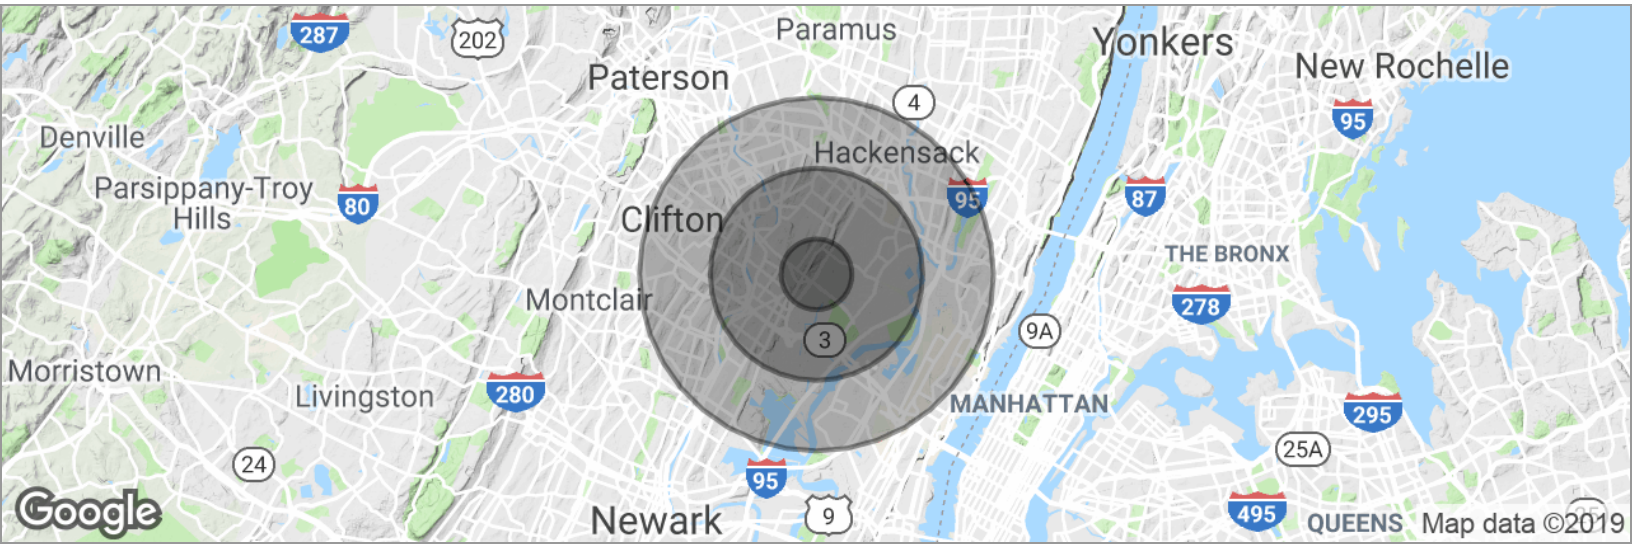 287
202
Paramus
Yonkers
New Rochelle
Paterson
4
95
Denville
Hackensack
Parsippany-Troy
Hills
80
95
87
Clifton
THE BRONX
278
Montclair
9A
3
Morristown
Livingston
280
MANHATTAN
295
25A
24
95
Google
Newark
9
495
QUEENS
Map data ©2019